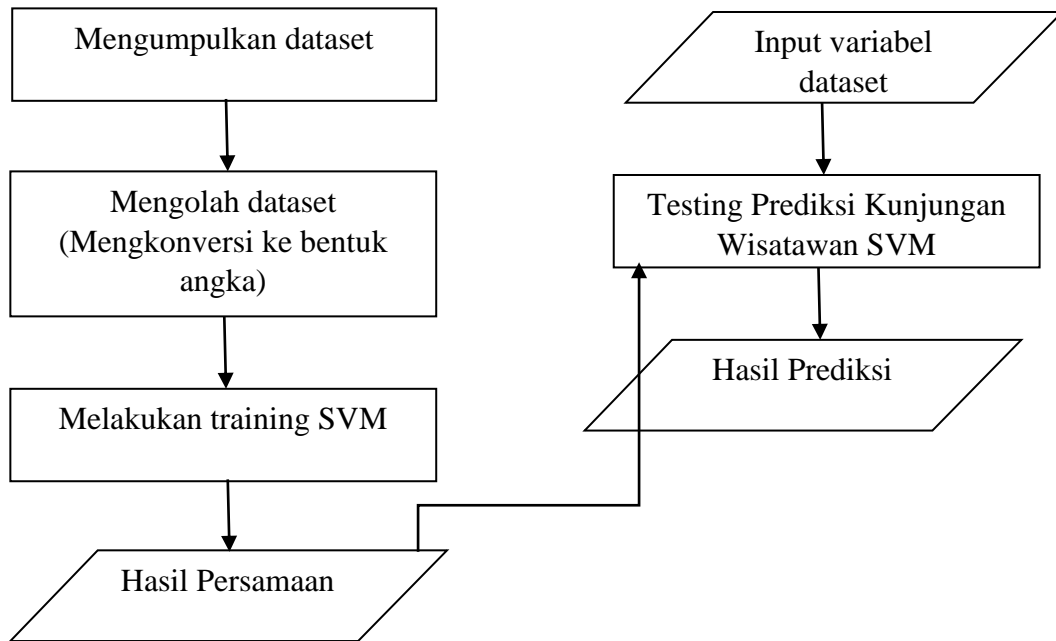 Mengumpulkan dataset
Mengolah dataset
(Mengkonversi ke bentuk
angka)
Melakukan training SVM
Hasil Persamaan
Input variabel
dataset
Testing Prediksi Kunjungan
Wisatawan SVM
Hasil Prediksi